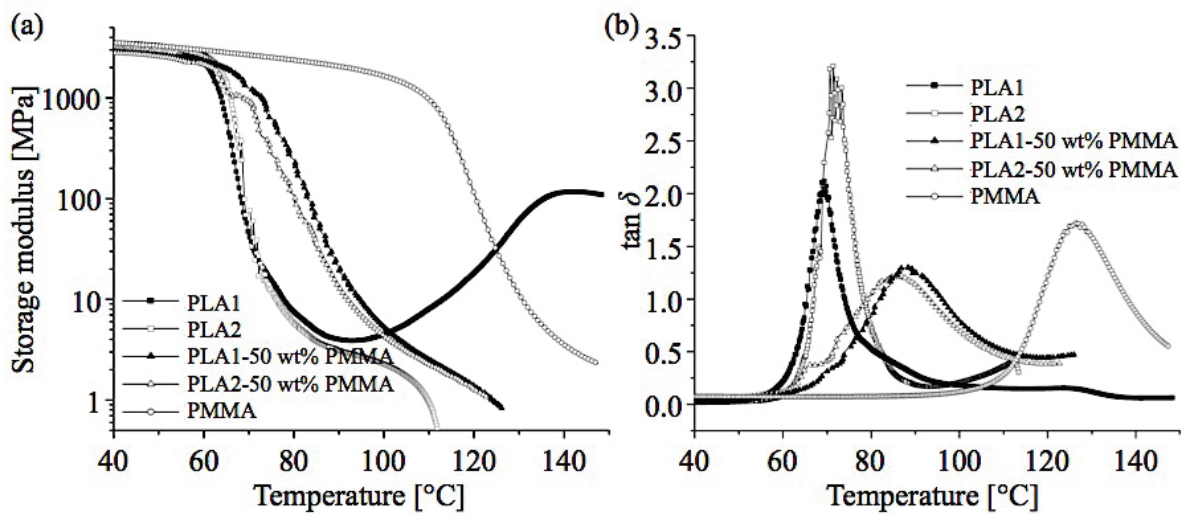 (a)
Storage modulus [MPa]
1000
100
10
1
PLA1
PLA2
PLA1-50 wt% PMMA
PLA2-50 wt% PMMA
PMMA
40 60 80 100 120 140
Temperature [°C]
(b)
tan δ
3.5
3.0
2.5
2.0
1.5
1.0
0.5
0.0
PLA1
PLA2
PLA1-50 wt% PMMA
PLA2-50 wt% PMMA
PMMA
40 60 80 100 120 140
Temperature [°C]